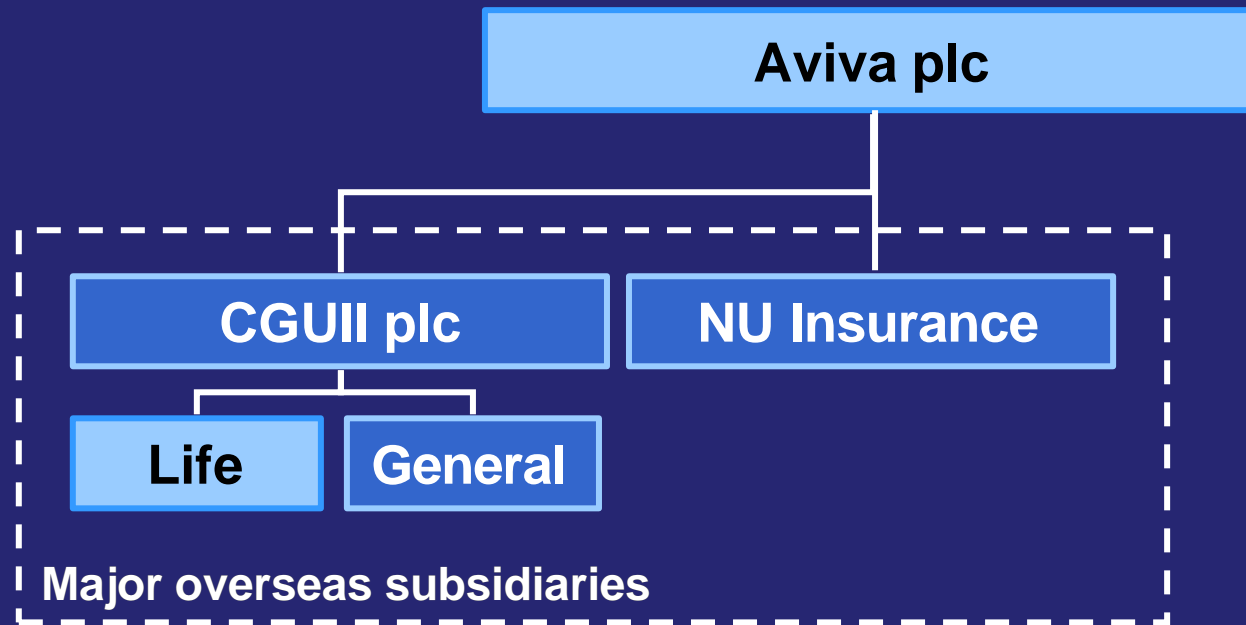 Aviva plc
CGUII plc
NU Insurance
Life
General
Major overseas subsidiaries